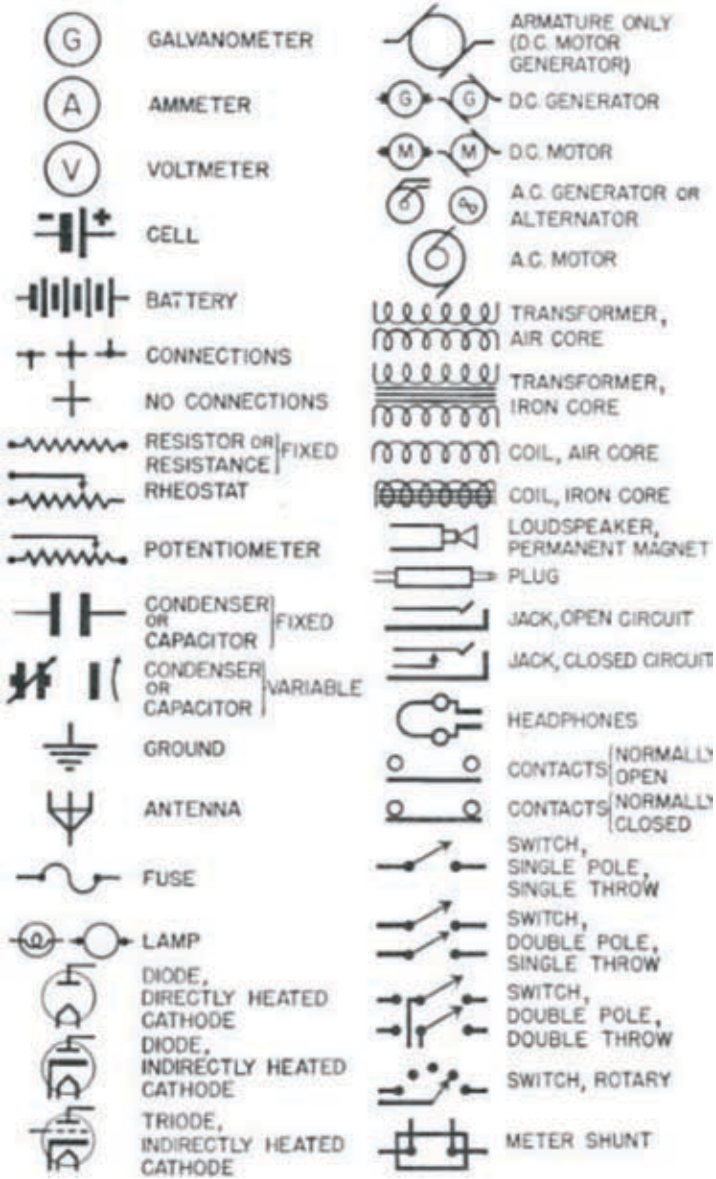 G GALVANOMETER
A AMMETER
V VOLTMETER
- + CELL
BATTERY
CONNECTIONS
NO CONNECTIONS
RESISTOR OR
RESISTANCE FIXED
RHEOSTAT
POTENTIOMETER
CONDENSER
OR FIXED
CAPACITOR
CONDENSER
OR VARIABLE
CAPACITOR
GROUND
ANTENNA
FUSE
LAMP
DIODE,
DIRECTLY HEATED
CATHODE
DIODE,
INDIRECTLY HEATED
CATHODE
TRIODE,
INDIRECTLY HEATED
CATHODE
ARMATURE ONLY
(D.C. MOTOR
GENERATOR)
G G D.C. GENERATOR
M M D.C. MOTOR
A.C. GENERATOR OR
ALTERNATOR
A.C. MOTOR
TRANSFORMER,
AIR CORE
TRANSFORMER,
IRON CORE
COIL, AIR CORE
COIL, IRON CORE
LOUDSPEAKER,
PERMANENT MAGNET
PLUG
JACK, OPEN CIRCUIT
JACK, CLOSED CIRCUIT
HEADPHONES
CONTACTS NORMALLY
OPEN
CONTACTS NORMALLY
CLOSED
SWITCH,
SINGLE POLE,
SINGLE THROW
SWITCH,
DOUBLE POLE,
SINGLE THROW
SWITCH,
DOUBLE POLE,
DOUBLE THROW
SWITCH, ROTARY
METER SHUNT